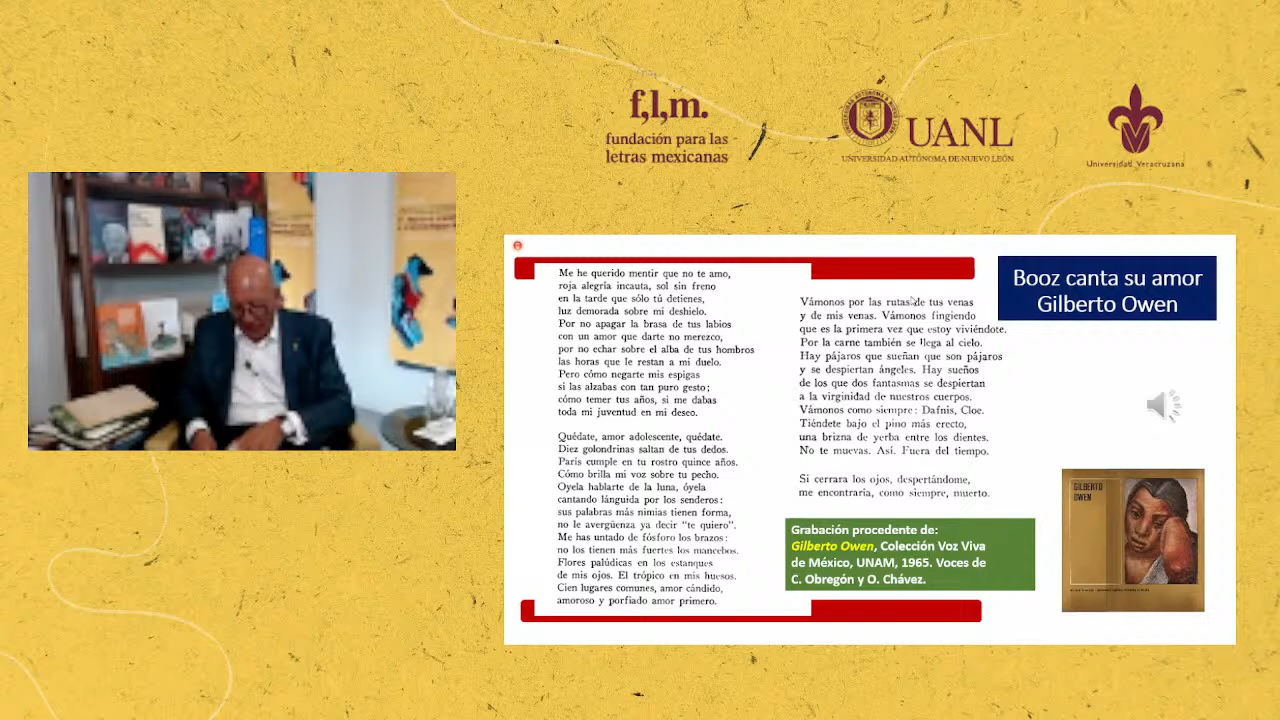 f,l,m.
fundación para las
letras mexicanas
UANL
UNIVERSIDAD AUTÓNOMA DE NUEVO LEÓN
Universidad Veracruzana
Booz canta su amor
Gilberto Owen
Me he querido mentir que no te amo,
roja alegría incauta, sol sin freno
en la tarde que sólo tú detienes,
luz demorada sobre mi deshielo.
Por no apagar la brasa de tus labios
con un amor que darte no merezco,
por no echar sobre el alba de tus hombros
las horas que le restan a mi duelo.
Pero cómo negarte mis espigas
si las alzabas con tan puro gesto;
cómo temer tus años, si me dabas
toda mi juventud en mi deseo.
Quédate, amor adolescente, quédate.
Diez golondrinas saltan de tus dedos.
París cumple en tu rostro quince años.
Cómo brilla mi voz sobre tu pecho.
Oyela hablarte de la luna, óyela
cantando lánguida por los senderos:
sus palabras más nimias tienen forma,
no le avergüenza ya decir "te quiero".
Me has untado de fósforo los brazos:
no los tienen más fuertes los mancebos.
Flores palúdicas en los estanques
de mis ojos. El trópico en mis huesos.
Cien lugares comunes, amor cándido,
amoroso y porfiado amor primero.
Vámonos por las rutas de tus venas
y de mis venas. Vámonos fingiendo
que es la primera vez que estoy viviéndote.
Por la carne también se llega al cielo.
Hay pájaros que sueñan que son pájaros
y se despiertan ángeles. Hay sueños
de los que dos fantasmas se despiertan
a la virginidad de nuestros cuerpos.
Vámonos como siempre: Dafnis, Cloe.
Tiéndete bajo el pino más erecto,
una brizna de yerba entre los dientes.
No te muevas. Así. Fuera del tiempo.
Si cerrara los ojos, despertándome,
me encontraría, como siempre, muerto.
Grabación procedente de:
Gilberto Owen, Colección Voz Viva
de México, UNAM, 1965. Voces de
C. Obregón y O. Chávez.
GILBERTO
OWEN